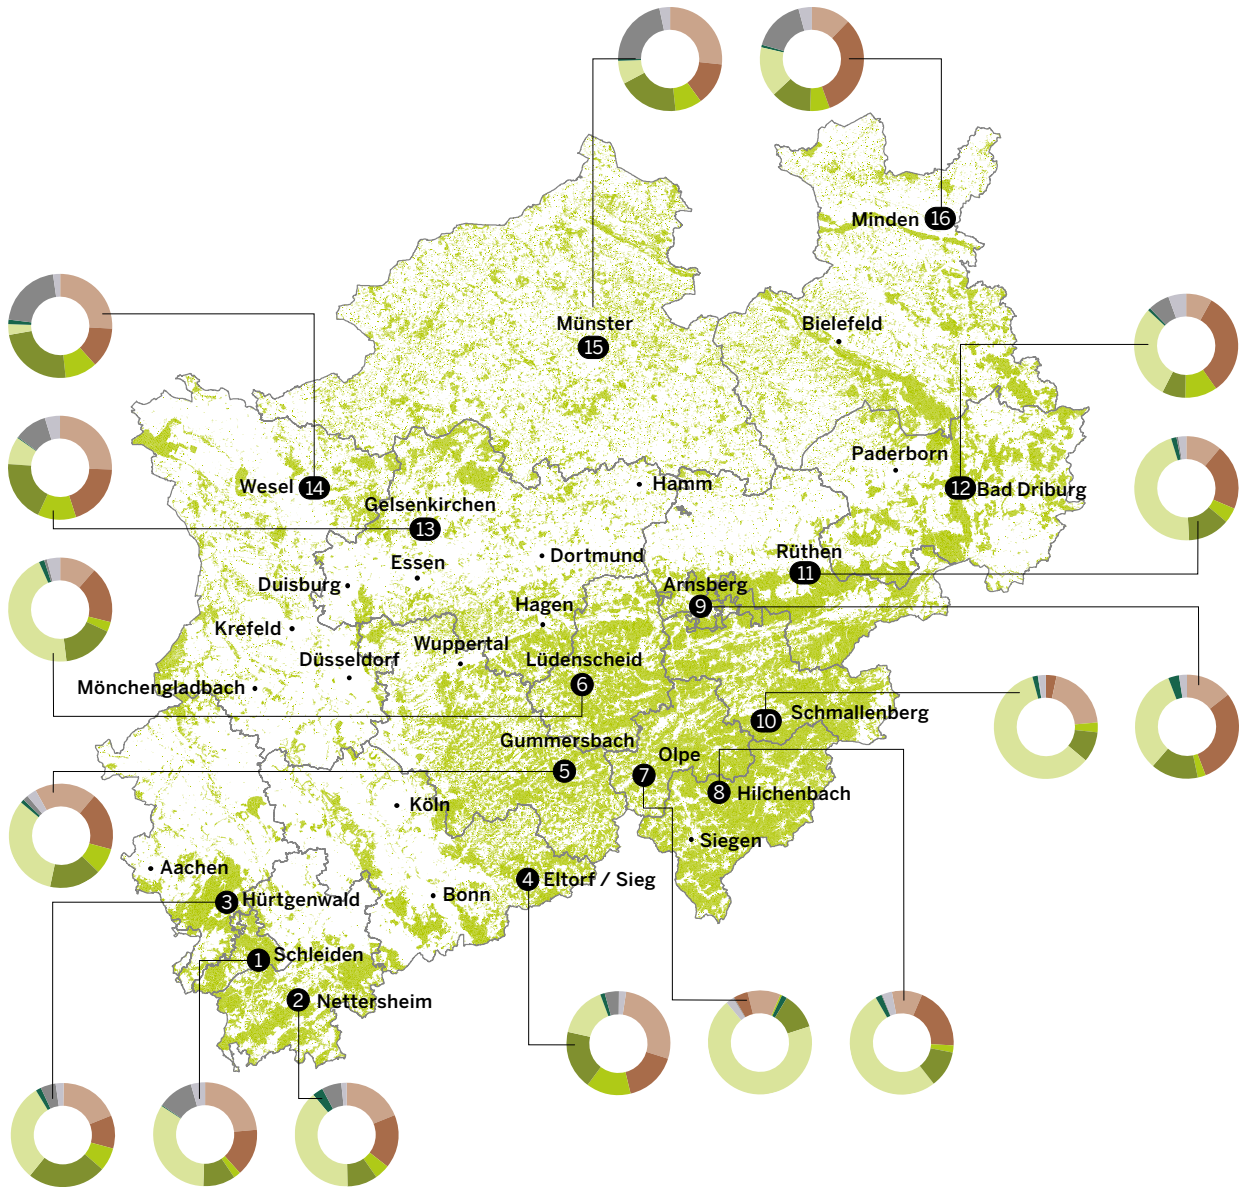 Minden 16
Münster
15
Bielefeld
Paderborn
Wesel 14
Hamm
12 Bad Driburg
Gelsenkirchen
13
Dortmund
Rüthen
11
Essen
Duisburg
Arnsberg
9
Hagen
Krefeld
Wuppertal
Düsseldorf
Lüdenscheid
6
Mönchengladbach
10 Schmallenberg
Gummersbach
5
Olpe
7
8 Hilchenbach
Köln
Siegen
Aachen
4 Eltorf / Sieg
Bonn
3 Hürtgenwald
1 Schleiden
2 Nettersheim